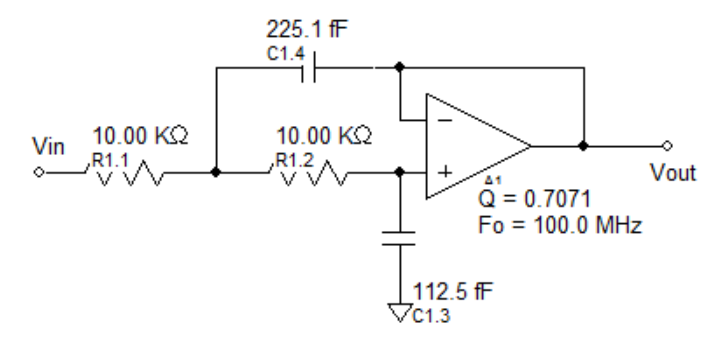 225.1 fF
C1.4
Vin
10.00 KΩ
R1.1
10.00 KΩ
R1.2
−
+
A1
Q = 0.7071
Fo = 100.0 MHz
Vout
112.5 fF
C1.3